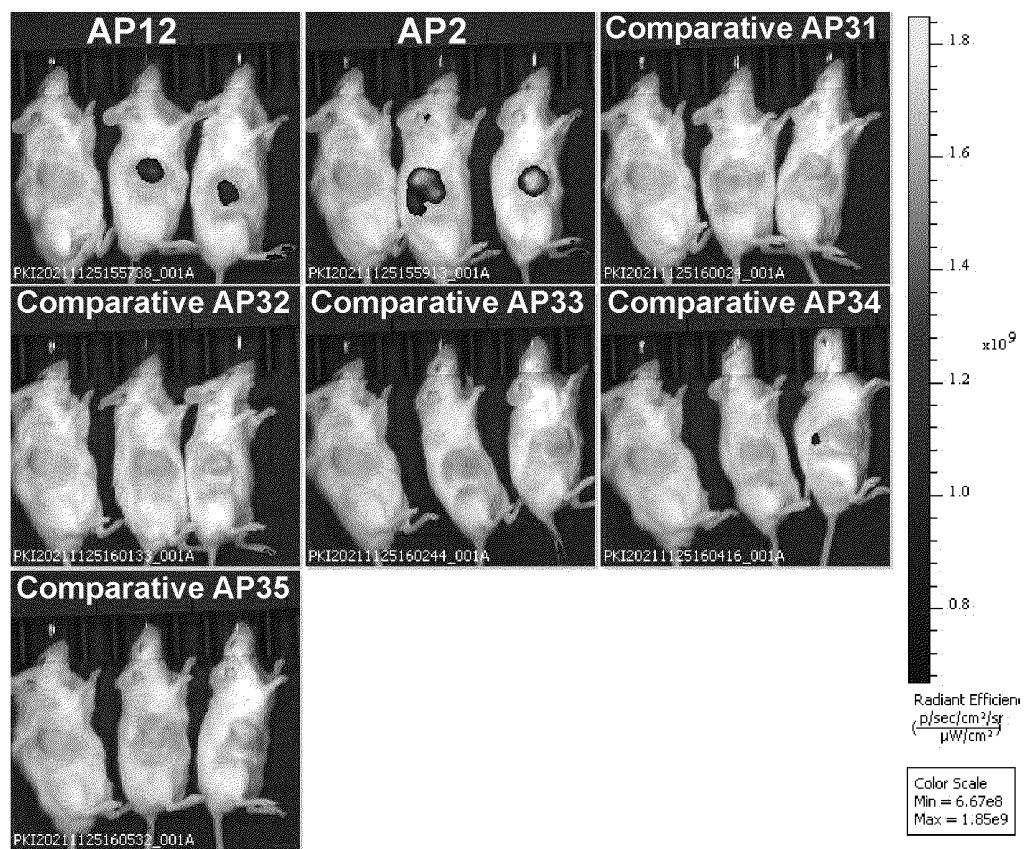 AP12
AP2
Comparative AP31
PKI20211125155738_001A
PKI20211125155913_001A
PKI20211125160024_001A
Comparative AP32
Comparative AP33
Comparative AP34
PKI20211125160133_001A
PKI20211125160244_001A
PKI20211125160416_001A
Comparative AP35
PKI20211125160532_001A
1.8
1.6
1.4
x10⁹
1.2
1.0
0.8
Radiant Efficien
(p/sec/cm²/sr
µW/cm²)
Color Scale
Min = 6.67e8
Max = 1.85e9